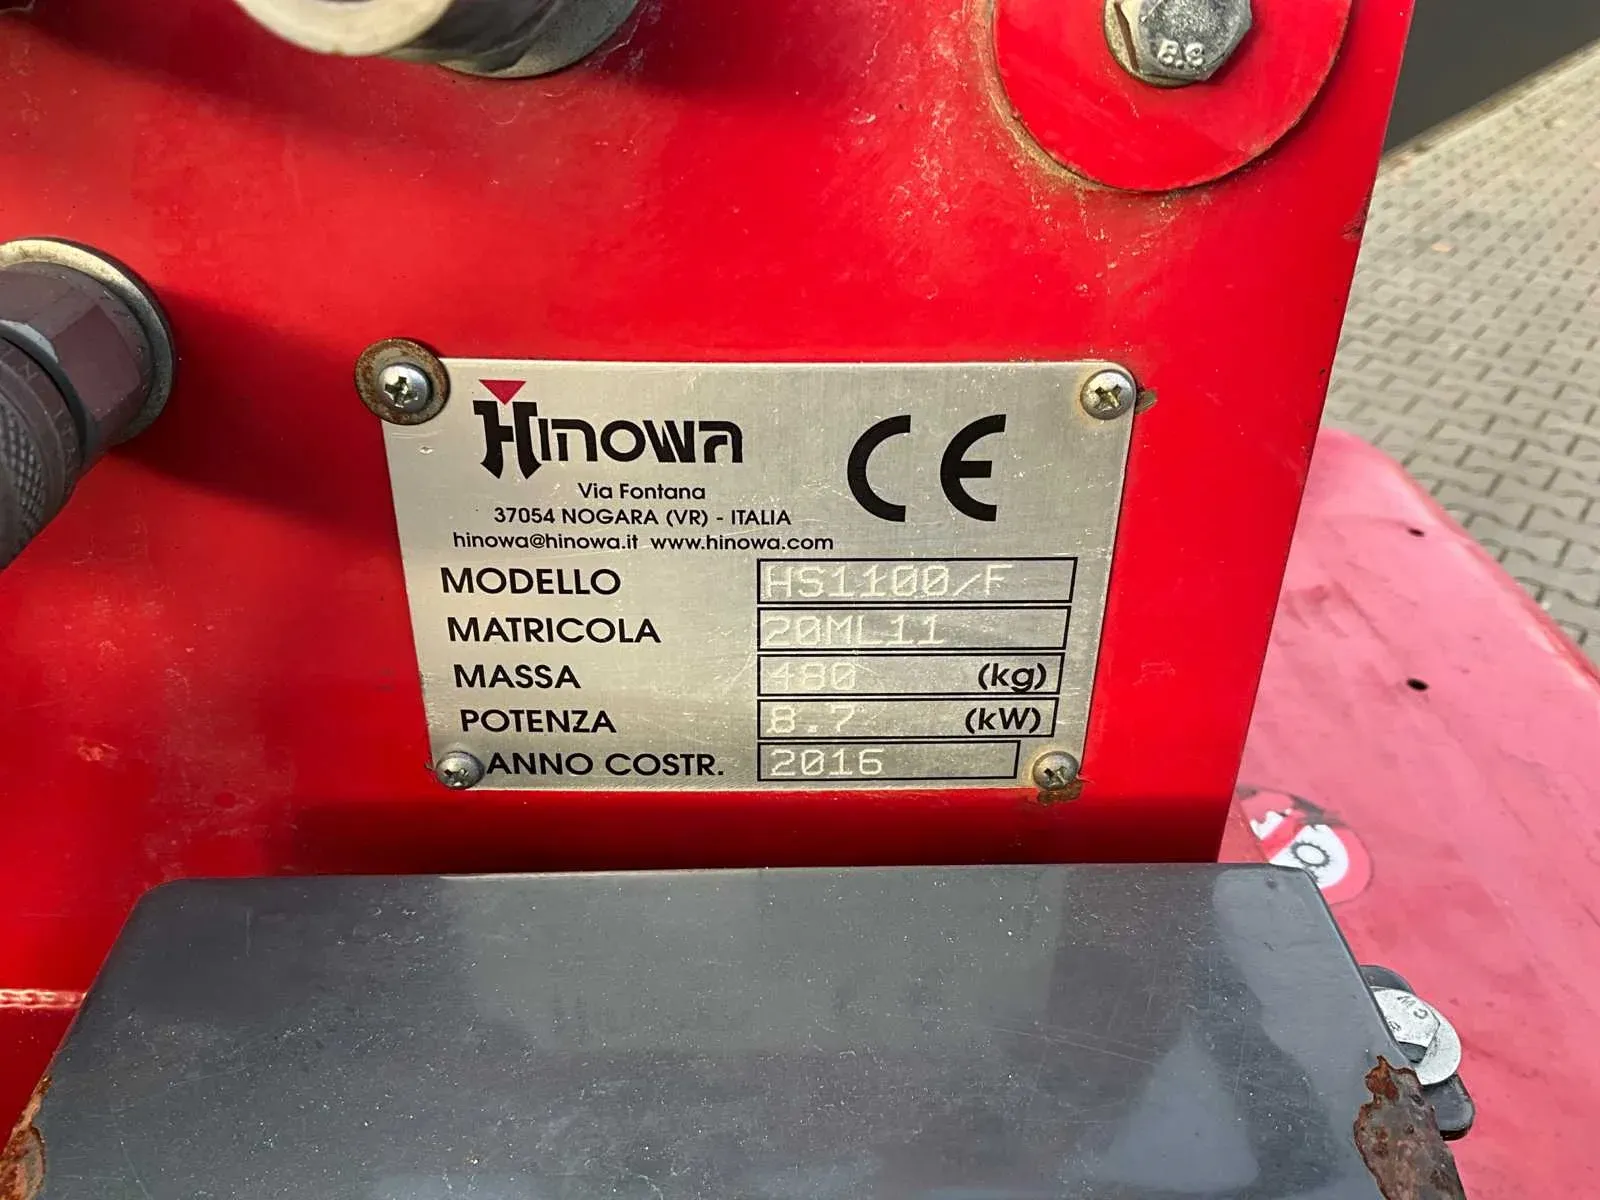 8.8
HINOWA
CE
Via Fontana
37054 NOGARA (VR) - ITALIA
hinowa@hinowa.it www.hinowa.com
MODELLO HS1100/F
MATRICOLA 20ML11
MASSA 480 (kg)
POTENZA 8.7 (kW)
ANNO COSTR. 2016